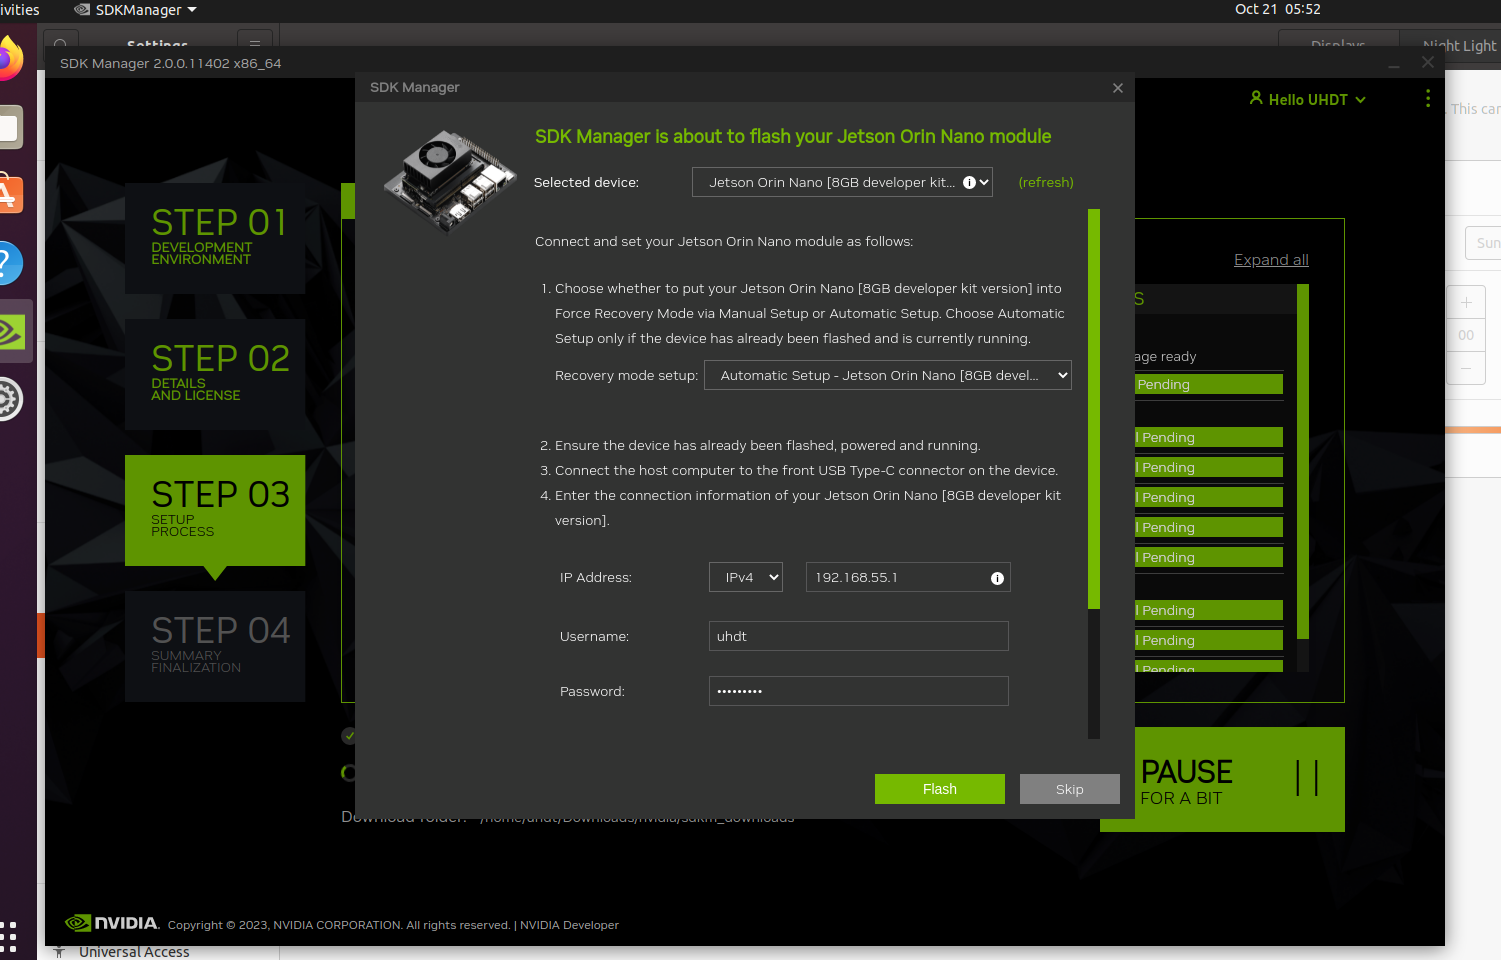 ivities
SDKManager
Oct 21 05:52
Settings
Displays
Night Light
SDK Manager 2.0.0.11402 x86_64
SDK Manager
Hello UHDT
This can
SDK Manager is about to flash your Jetson Orin Nano module
Selected device:
Jetson Orin Nano [8GB developer kit...
(refresh)
Connect and set your Jetson Orin Nano module as follows:
1. Choose whether to put your Jetson Orin Nano [8GB developer kit version] into
Force Recovery Mode via Manual Setup or Automatic Setup. Choose Automatic
Setup only if the device has already been flashed and is currently running.
Recovery mode setup:
Automatic Setup - Jetson Orin Nano [8GB devel...
2. Ensure the device has already been flashed, powered and running.
3. Connect the host computer to the front USB Type-C connector on the device.
4. Enter the connection information of your Jetson Orin Nano [8GB developer kit
version].
IP Address:
IPv4
192.168.55.1
Username:
uhdt
Password:
•••••••••
Flash
Skip
STEP 01
DEVELOPMENT
ENVIRONMENT
STEP 02
DETAILS
AND LICENSE
STEP 03
SETUP
PROCESS
STEP 04
SUMMARY
FINALIZATION
Expand all
S
age ready
Pending
l Pending
l Pending
l Pending
l Pending
l Pending
l Pending
l Pending
l Pending
Sun
00
PAUSE
FOR A BIT
Download folder: /home/uhdt/Downloads/nvidia/sdkm_downloads
NVIDIA.
Copyright © 2023, NVIDIA CORPORATION. All rights reserved. | NVIDIA Developer
Universal Access